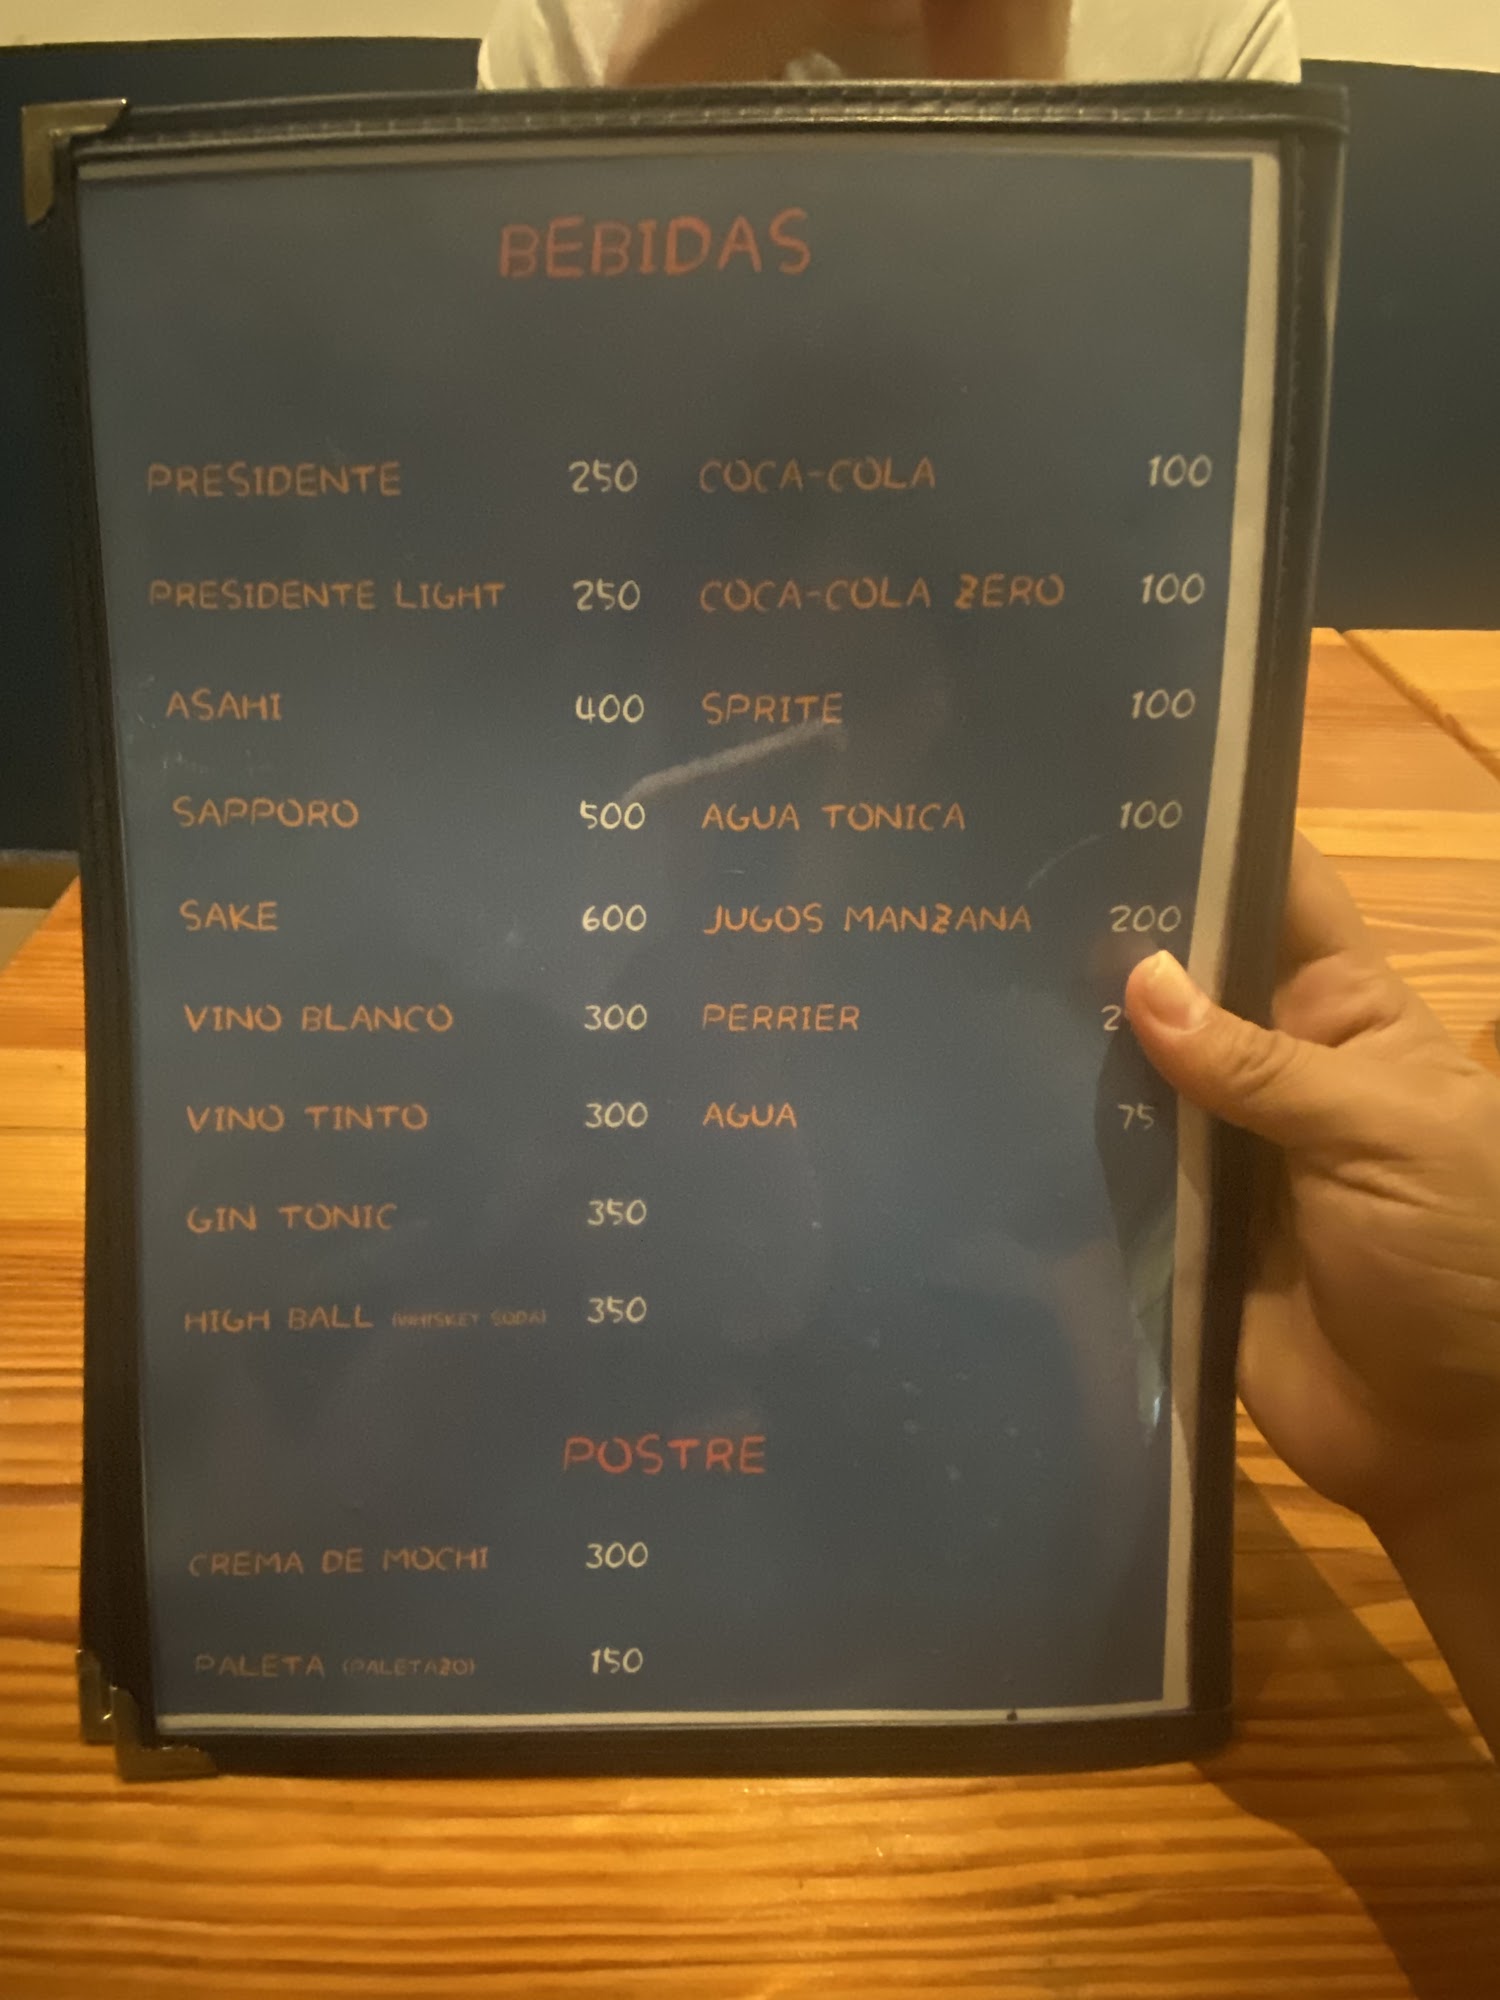 BEBIDAS
PRESIDENTE 250 COCA-COLA 100
PRESIDENTE LIGHT 250 COCA-COLA ZERO 100
ASAHI 400 SPRITE 100
SAPPORO 500 AGUA TONICA 100
SAKE 600 JUGOS MANZANA 200
VINO BLANCO 300 PERRIER
VINO TINTO 300 AGUA 75
GIN TONIC 350
HIGH BALL (WHISKEY SODA) 350
POSTRE
CREMA DE MOCHI 300
PALETA (PALETAZO) 150